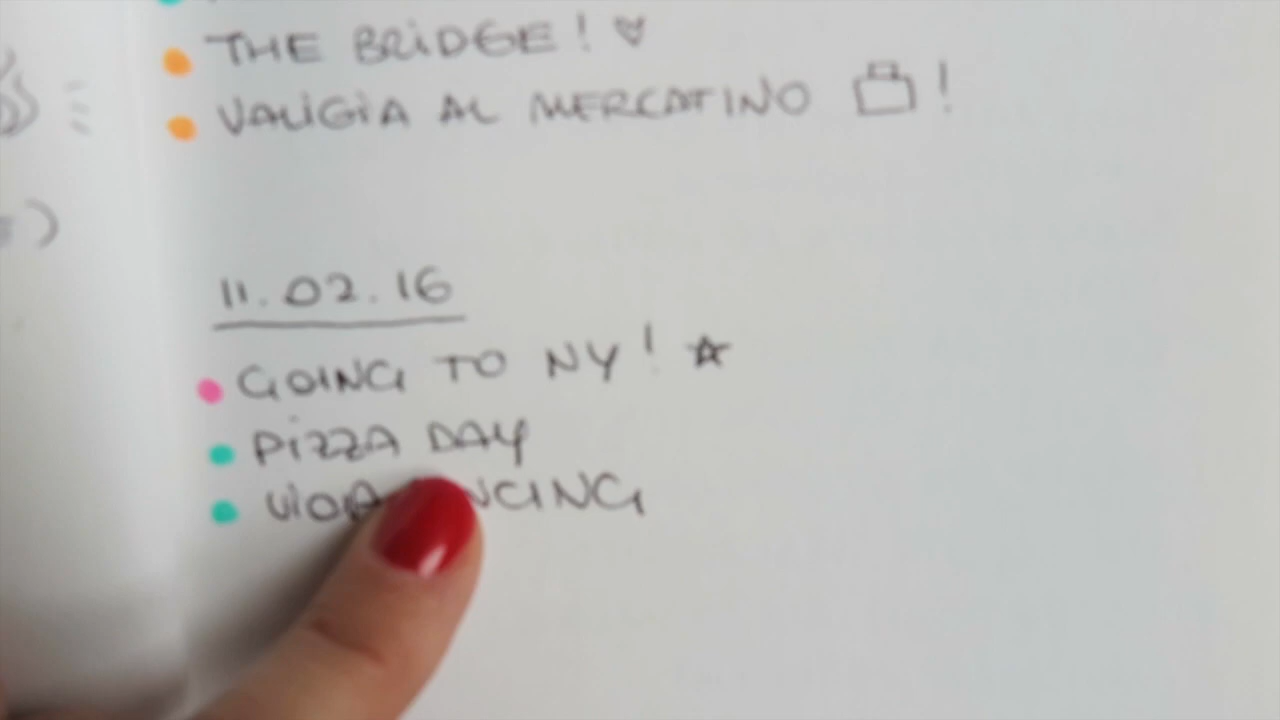 THE BRIDGE! ♥
VALIGIA AL MERCATINO !
11.02.16
GOING TO NY! ☆
PIZZA DAY